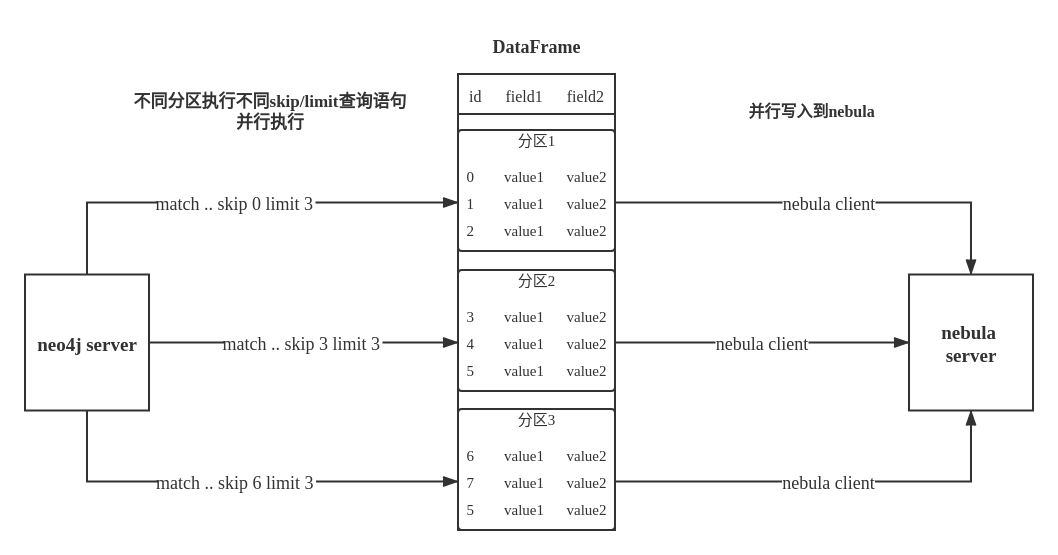 DataFrame
不同分区执行不同skip/limit查询语句
并行执行
id field1 field2
并行写入到nebula
分区1
0 value1 value2
match .. skip 0 limit 3
1 value1 value2
nebula client
2 value1 value2
分区2
3 value1 value2
neo4j server
match .. skip 3 limit 3
4 value1 value2
nebula client
nebula
server
5 value1 value2
分区3
6 value1 value2
match .. skip 6 limit 3
7 value1 value2
nebula client
5 value1 value2